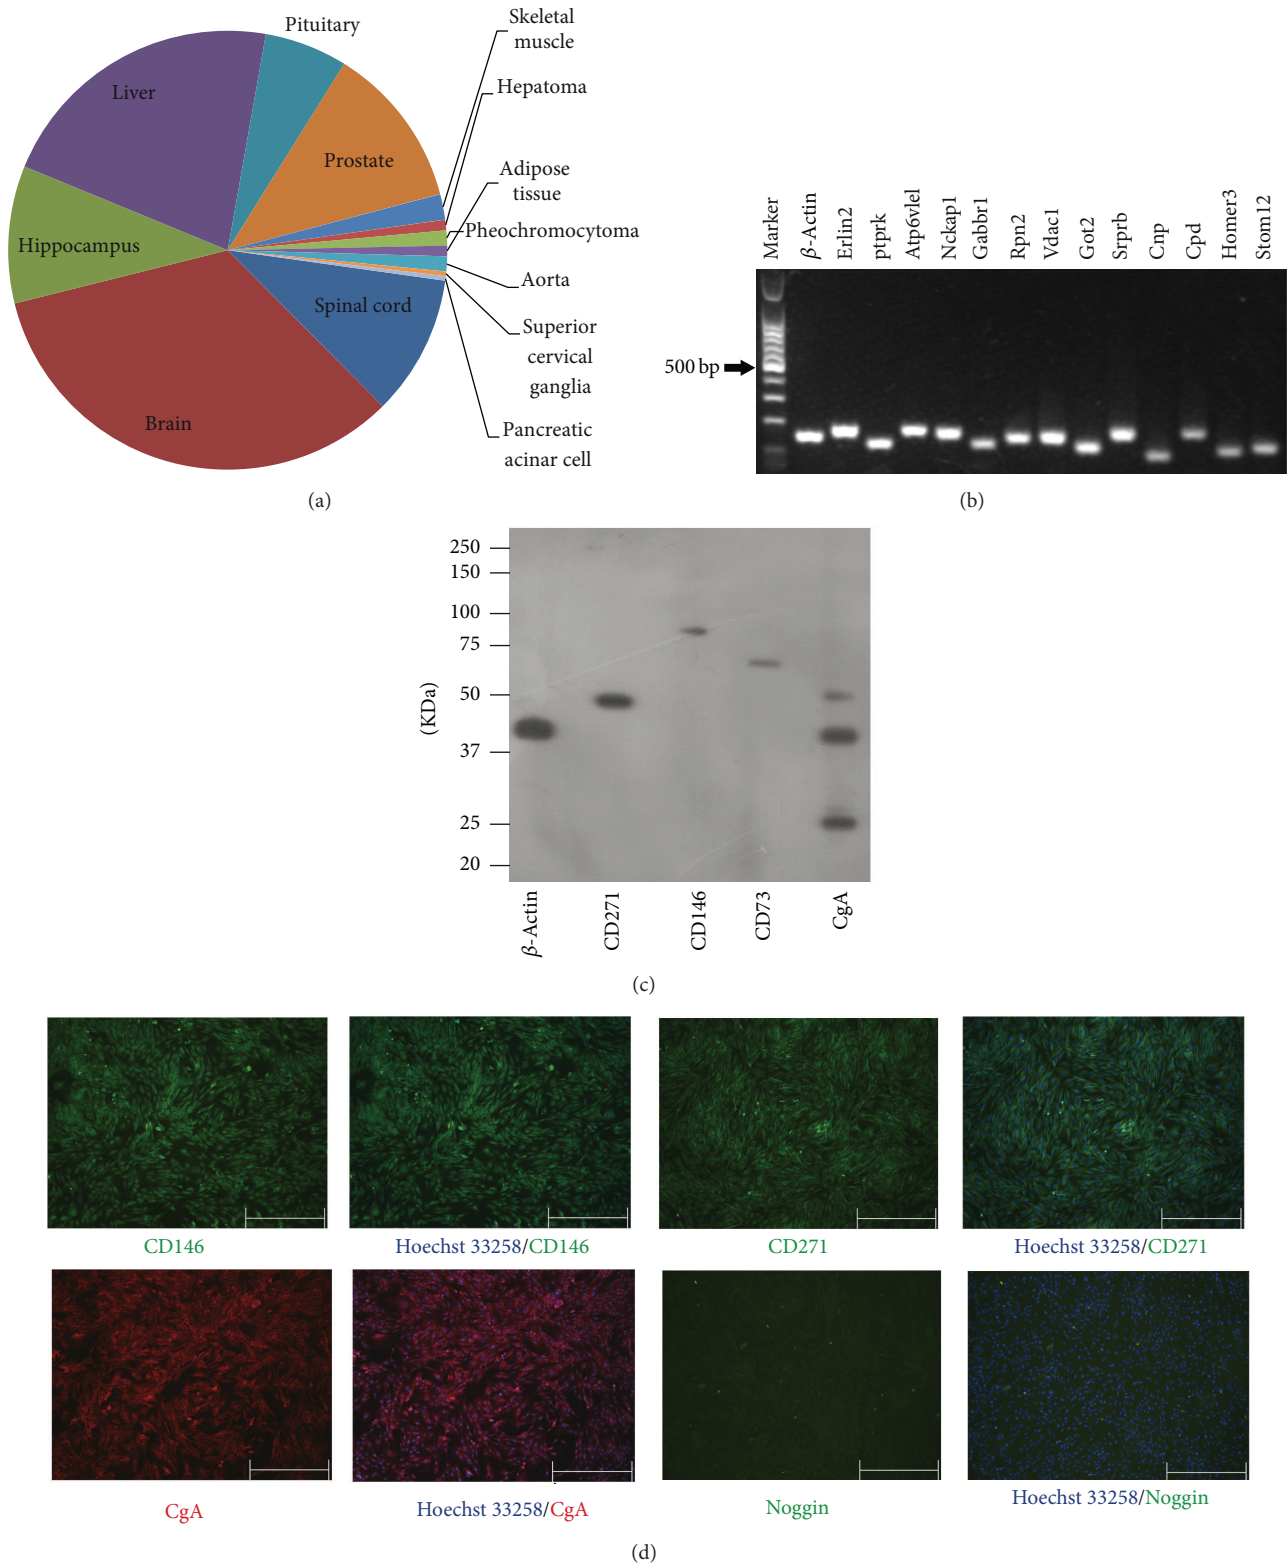 Pituitary
Skeletal
muscle
Liver
Hepatoma
Prostate
Adipose
tissue
Pheochromocytoma
Hippocampus
Aorta
Spinal cord
Superior
cervical
ganglia
Brain
Pancreatic
acinar cell
(a)
Marker
β-Actin
Erlin2
ptprk
Atp6vlel
Nckap1
Gabbr1
Rpn2
Vdac1
Got2
Srprb
Cnp
Cpd
Homer3
Stom12
500 bp
(b)
250
150
100
75
50
37
25
20
(KDa)
β-Actin
CD271
CD146
CD73
CgA
(c)
CD146
Hoechst 33258/CD146
CD271
Hoechst 33258/CD271
CgA
Hoechst 33258/CgA
Noggin
Hoechst 33258/Noggin
(d)